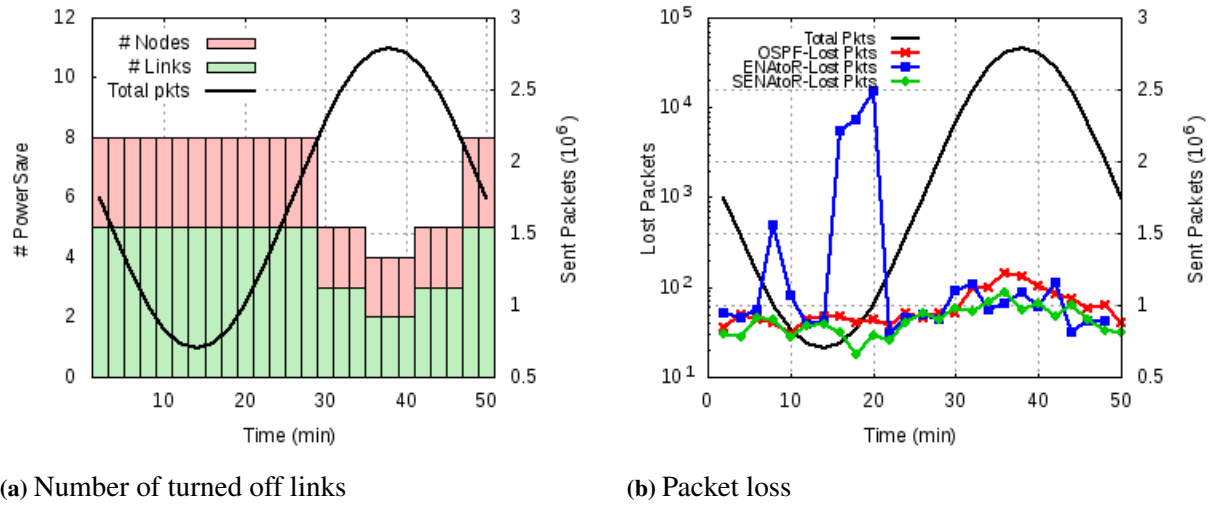 12
10
8
6
4
2
0
# PowerSave
# Nodes
# Links
Total pkts
3
2.5
2
1.5
1
0.5
Sent Packets (10^6)
10 20 30 40 50
Time (min)
(a) Number of turned off links
10^5
10^4
10^3
10^2
10^1
Lost Packets
Total Pkts
OSPF-Lost Pkts
ENAtoR-Lost Pkts
SENAtoR-Lost Pkts
3
2.5
2
1.5
1
0.5
Sent Packets (10^6)
0 10 20 30 40 50
Time (min)
(b) Packet loss